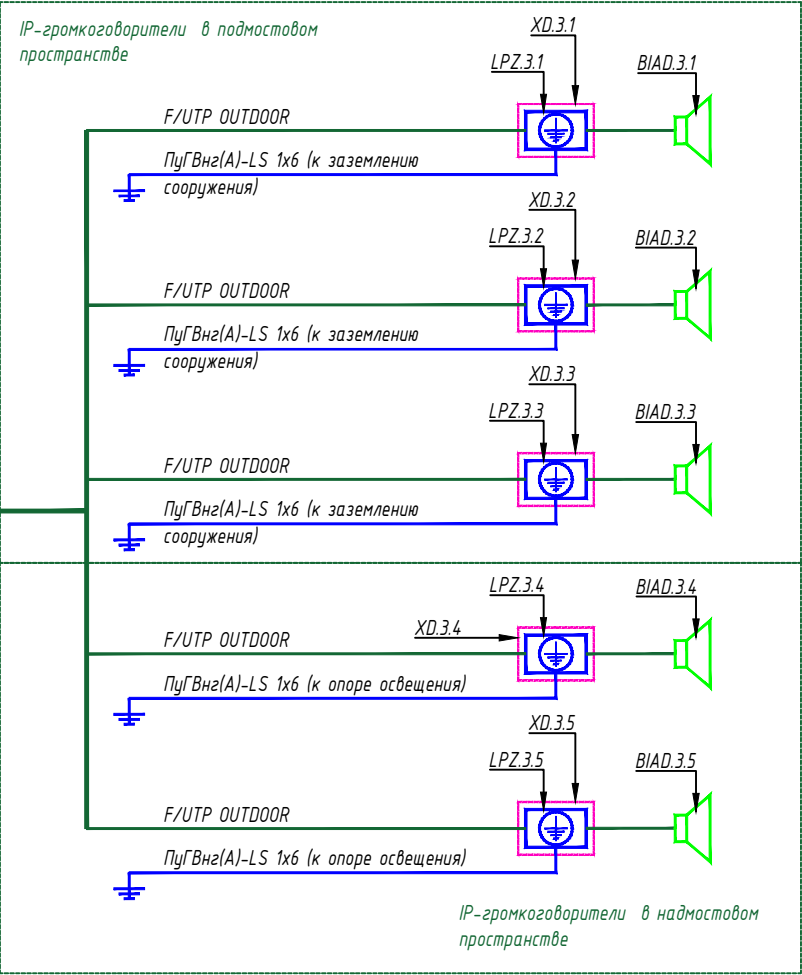 IP-громкоговорители в подмостовом
пространстве
XD.3.1
LPZ.3.1
BIAD.3.1
F/UTP OUTDOOR
ПуГВнг(А)-LS 1х6 (к заземлению
сооружения)
XD.3.2
LPZ.3.2
BIAD.3.2
F/UTP OUTDOOR
ПуГВнг(А)-LS 1х6 (к заземлению
сооружения)
XD.3.3
LPZ.3.3
BIAD.3.3
F/UTP OUTDOOR
ПуГВнг(А)-LS 1х6 (к заземлению
сооружения)
LPZ.3.4
BIAD.3.4
XD.3.4
F/UTP OUTDOOR
ПуГВнг(А)-LS 1х6 (к опоре освещения)
XD.3.5
LPZ.3.5
BIAD.3.5
F/UTP OUTDOOR
ПуГВнг(А)-LS 1х6 (к опоре освещения)
IP-громкоговорители в надмостовом
пространстве